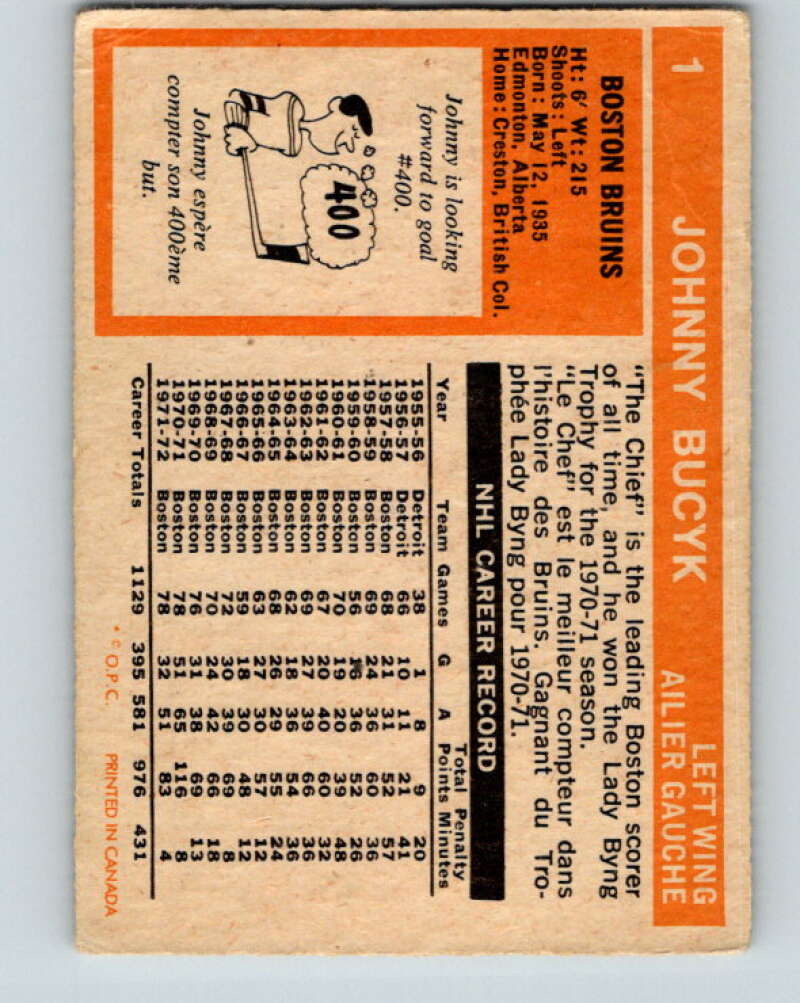 1 JOHNNY BUCYK LEFT WING
AILIER GAUCHE
BOSTON BRUINS
Ht: 6' Wt: 215
Shoots: Left
Born: May 12, 1935
Edmonton, Alberta
Home: Creston, British Col.
Johnny is looking
forward to goal
#400.
400
Johnny espère
compter son 400ème
but.
"The Chief" is the leading Boston scorer
of all time, and he won the Lady Byng
Trophy for the 1970-71 season.
"Le Chef" est le meilleur compteur dans
l'histoire des Bruins. Gagnant du Tro-
phée Lady Byng pour 1970-71.
NHL CAREER RECORD
Total Penalty
Year Team Games G A Points Minutes
1955-56 Detroit 38 1 8 9 20
1956-57 Detroit 66 10 11 21 41
1957-58 Boston 68 21 31 52 57
1958-59 Boston 69 24 36 60 36
1959-60 Boston 56 16 36 52 26
1960-61 Boston 70 19 20 39 48
1961-62 Boston 67 20 40 60 32
1962-63 Boston 69 27 39 66 36
1963-64 Boston 62 18 36 54 36
1964-65 Boston 68 26 29 55 24
1965-66 Boston 63 27 30 57 12
1966-67 Boston 59 18 30 48 12
1967-68 Boston 72 30 39 69 8
1968-69 Boston 70 24 42 66 18
1969-70 Boston 76 31 38 69 13
1970-71 Boston 78 51 65 116 8
1971-72 Boston 78 32 51 83 4
Career Totals 1129 395 581 976 431
* © O.P.C. PRINTED IN CANADA